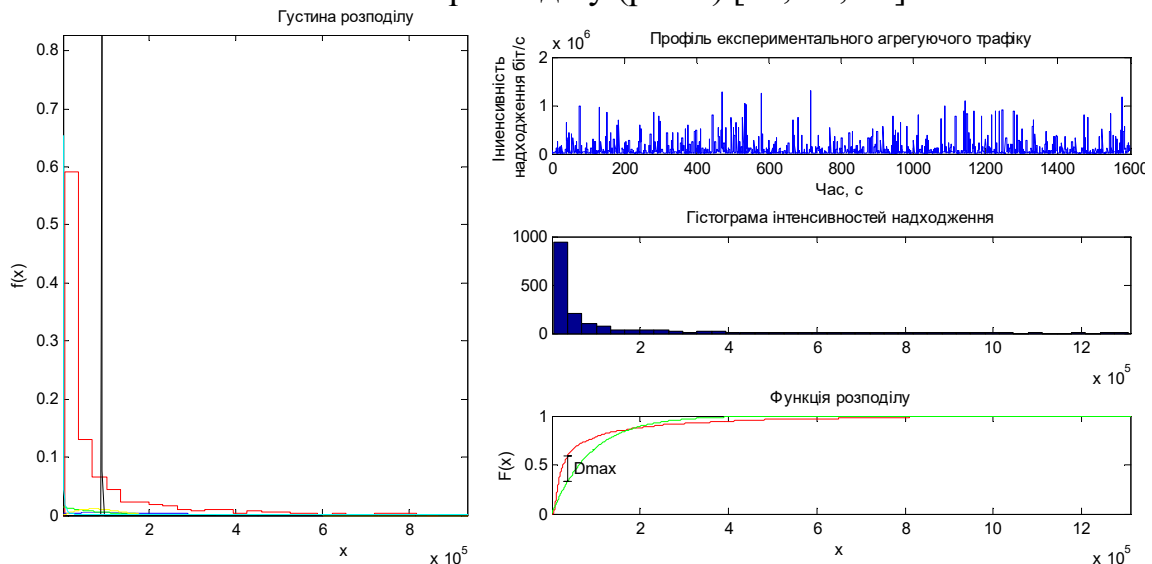 Густина розподілу
0.8
0.7
0.6
0.5
0.4
0.3
0.2
0.1
0
f(x)
2 4 6 8
x
x 10^5
Профіль експериментального агрегуючого трафіку
x 10^6
2
1
0
Іниенсивність
надходження біт/с
0 200 400 600 800 1000 1200 1400 1600
Час, с
Гістограма інтенсивностей надходження
1000
500
0
2 4 6 8 10 12
x 10^5
Функція розподілу
1
0.5
0
F(x)
Dmax
2 4 6 8 10 12
x
x 10^5